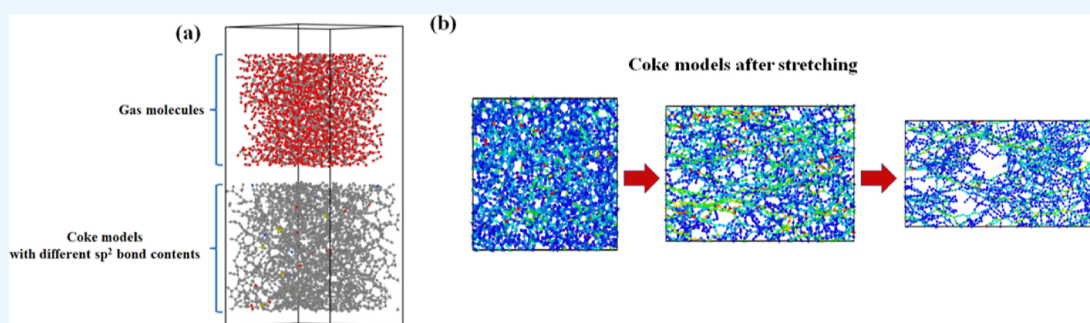 (a)
Gas molecules
Coke models
with different sp² bond contents
(b)
Coke models after stretching